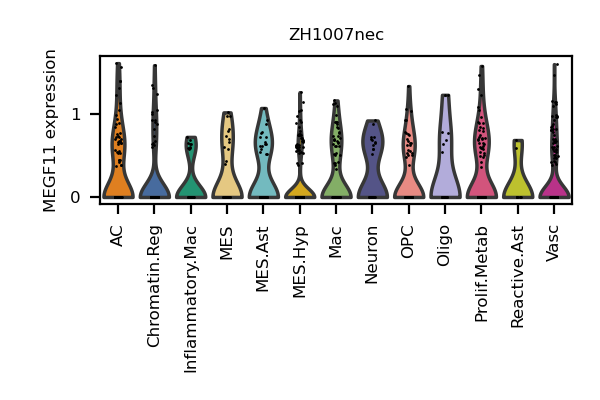 ZH1007nec
MEGF11 expression
1
0
AC
Chromatin.Reg
Inflammatory.Mac
MES
MES.Ast
MES.Hyp
Mac
Neuron
OPC
Oligo
Prolif.Metab
Reactive.Ast
Vasc